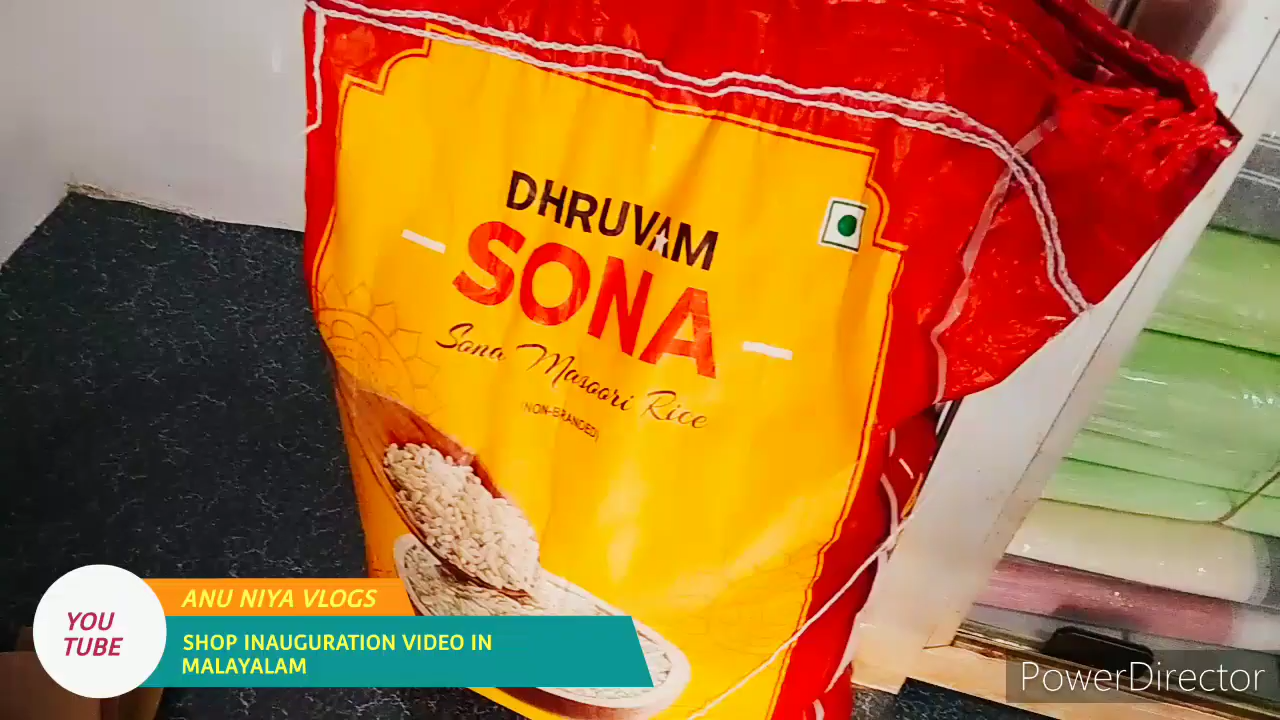 DHRUVAM
SONA
Sona Masoori Rice
(NON-BRANDED)
YOU
TUBE
ANU NIYA VLOGS
SHOP INAUGURATION VIDEO IN
MALAYALAM
PowerDirector